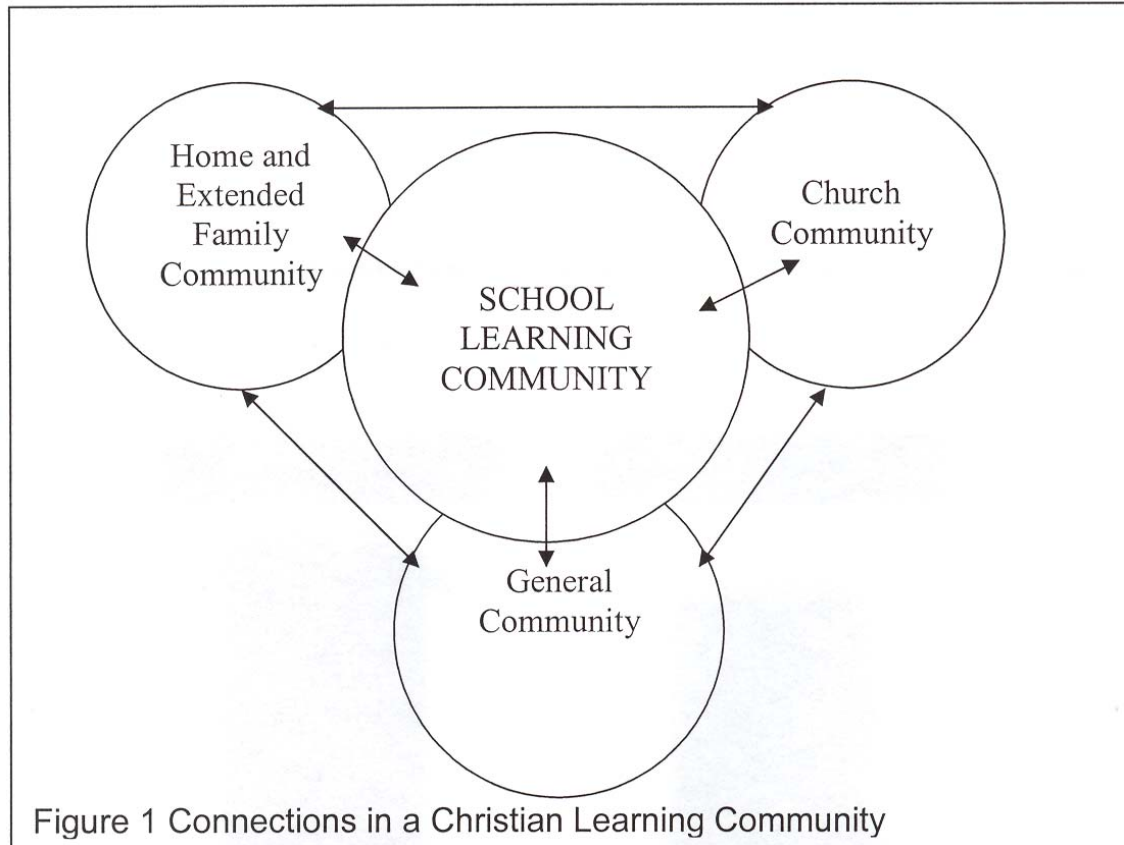 Home and
Extended
Family
Community
Church
Community
SCHOOL
LEARNING
COMMUNITY
General
Community
Figure 1 Connections in a Christian Learning Community